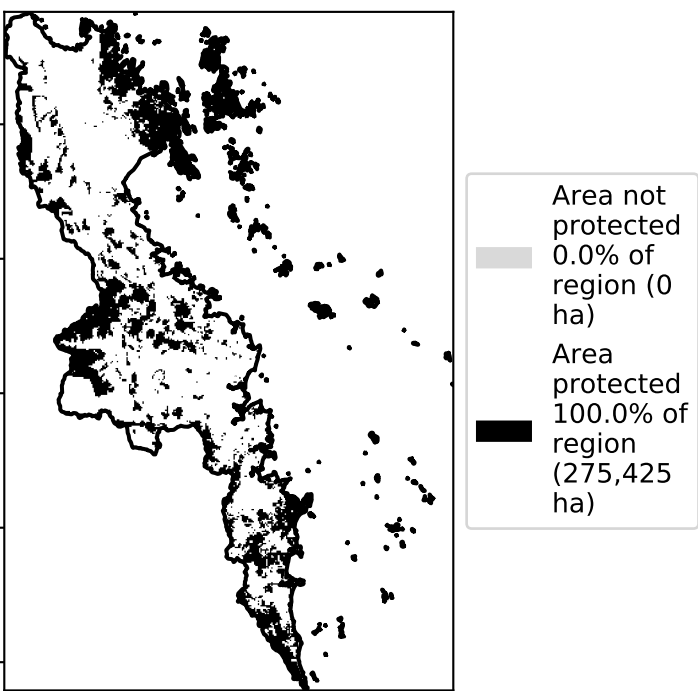 Area not
protected
0.0% of
region (0
ha)
Area
protected
100.0% of
region
(275,425
ha)